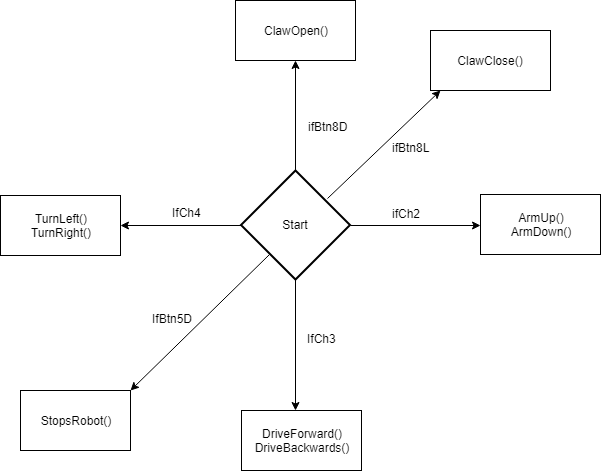 ClawOpen()
ClawClose()
ifBtn8D
ifBtn8L
TurnLeft()
TurnRight()
IfCh4
Start
ifCh2
ArmUp()
ArmDown()
IfBtn5D
IfCh3
StopsRobot()
DriveForward()
DriveBackwards()